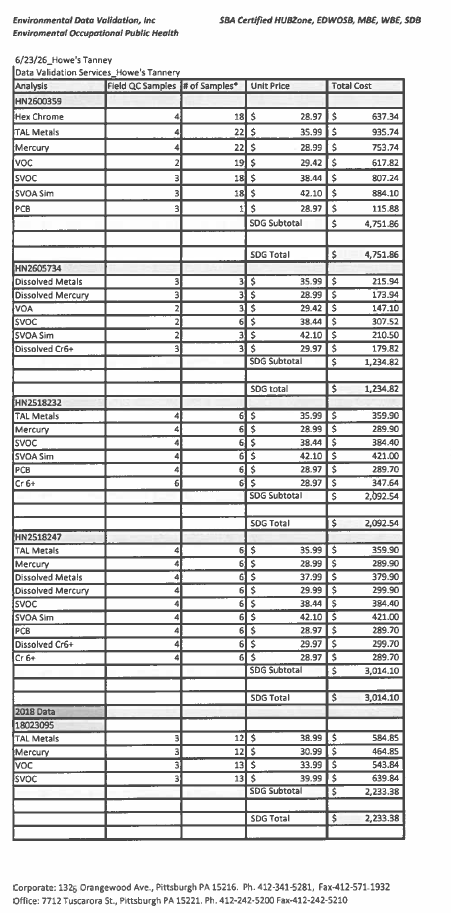 Environmental Data Validation, Inc SBA Certified HUBZone, EDWOSB, MBE, WBE, SDB
Enviromental Occupational Public Health
6/23/26_Howe's Tanney
Data Validation Services_Howe's Tannery
Analysis Field QC Samples # of Samples* Unit Price Total Cost
HN2600359
Hex Chrome 4 18 $ 28.97 $ 637.34
TAL Metals 4 22 $ 35.99 $ 935.74
Mercury 4 22 $ 28.99 $ 753.74
VOC 2 19 $ 29.42 $ 617.82
SVOC 3 18 $ 38.44 $ 807.24
SVOA Sim 3 18 $ 42.10 $ 884.10
PCB 3 1 $ 28.97 $ 115.88
SDG Subtotal $ 4,751.86
SDG Total $ 4,751.86
HN2605734
Dissolved Metals 3 3 $ 35.99 $ 215.94
Dissolved Mercury 3 3 $ 28.99 $ 173.94
VOA 2 3 $ 29.42 $ 147.10
SVOC 2 6 $ 38.44 $ 307.52
SVOA Sim 2 3 $ 42.10 $ 210.50
Dissolved Cr6+ 3 3 $ 29.97 $ 179.82
SDG Subtotal $ 1,234.82
SDG total $ 1,234.82
HN2518232
TAL Metals 4 6 $ 35.99 $ 359.90
Mercury 4 6 $ 28.99 $ 289.90
SVOC 4 6 $ 38.44 $ 384.40
SVOA Sim 4 6 $ 42.10 $ 421.00
PCB 4 6 $ 28.97 $ 289.70
Cr 6+ 6 6 $ 28.97 $ 347.64
SDG Subtotal $ 2,092.54
SDG Total $ 2,092.54
HN2518247
TAL Metals 4 6 $ 35.99 $ 359.90
Mercury 4 6 $ 28.99 $ 289.90
Dissolved Metals 4 6 $ 37.99 $ 379.90
Dissolved Mercury 4 6 $ 29.99 $ 299.90
SVOC 4 6 $ 38.44 $ 384.40
SVOA Sim 4 6 $ 42.10 $ 421.00
PCB 4 6 $ 28.97 $ 289.70
Dissolved Cr6+ 4 6 $ 29.97 $ 299.70
Cr 6+ 4 6 $ 28.97 $ 289.70
SDG Subtotal $ 3,014.10
SDG Total $ 3,014.10
2018 Data
18023095
TAL Metals 3 12 $ 38.99 $ 584.85
Mercury 3 12 $ 30.99 $ 464.85
VOC 3 13 $ 33.99 $ 543.84
SVOC 3 13 $ 39.99 $ 639.84
SDG Subtotal $ 2,233.38
SDG Total $ 2,233.38
Corporate: Orangewood Ave., Pittsburgh PA 15216. Ph. 412-341-5281, Fax-412-571-1932
Office: 7712 Tuscarora St., Pittsburgh PA 15221. Ph. 412-242-5200 Fax-412-242-5210